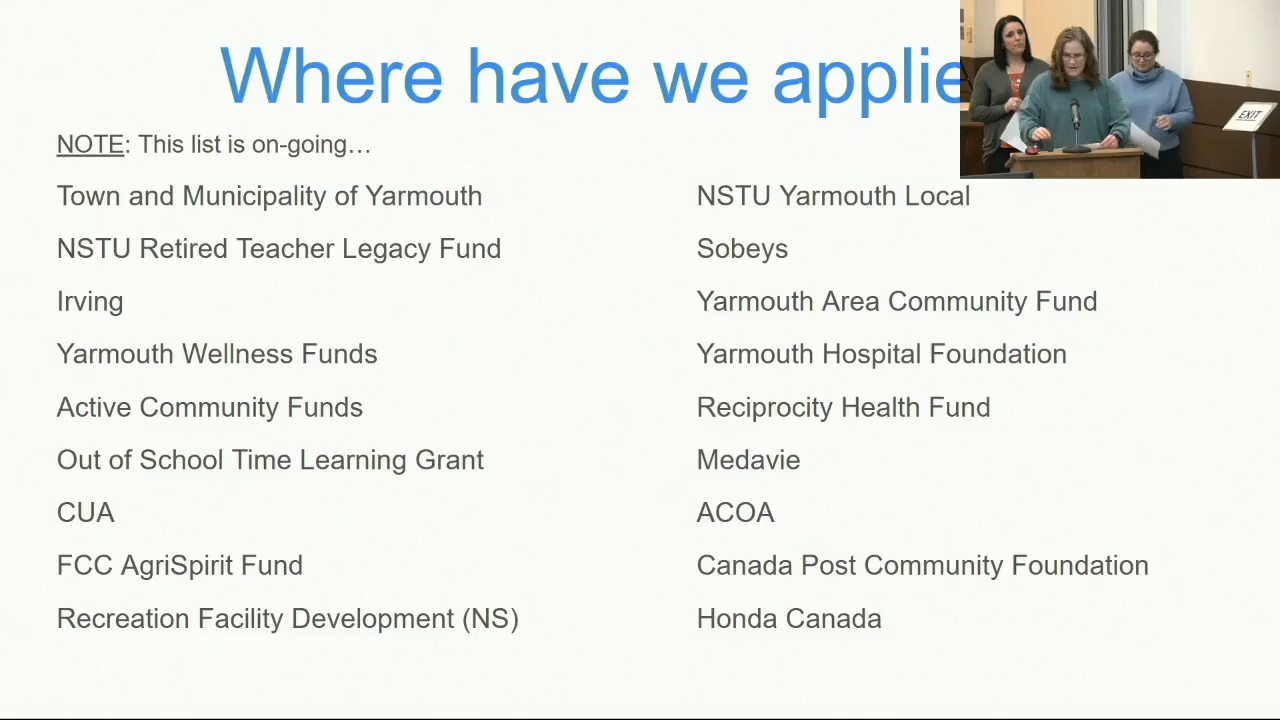 Where have we applie
NOTE: This list is on-going…
Town and Municipality of Yarmouth
NSTU Retired Teacher Legacy Fund
Irving
Yarmouth Wellness Funds
Active Community Funds
Out of School Time Learning Grant
CUA
FCC AgriSpirit Fund
Recreation Facility Development (NS)
NSTU Yarmouth Local
Sobeys
Yarmouth Area Community Fund
Yarmouth Hospital Foundation
Reciprocity Health Fund
Medavie
ACOA
Canada Post Community Foundation
Honda Canada
EXIT